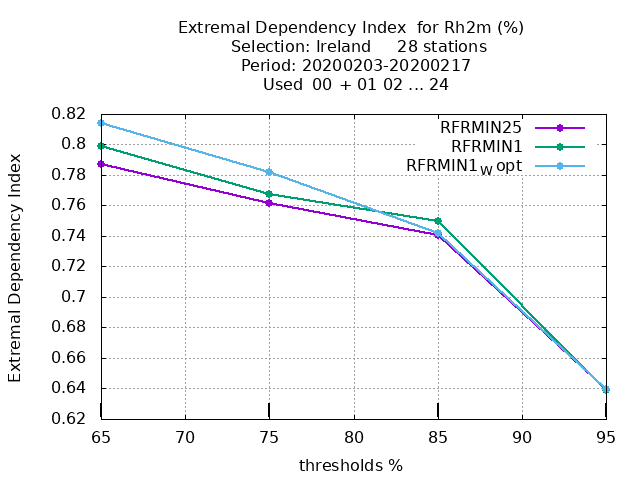 Extremal Dependency Index  for Rh2m (%)
Selection: Ireland     28 stations
Period: 20200203-20200217
Used  00  + 01 02 ... 24
Extremal Dependency Index
0.82
0.8
0.78
0.76
0.74
0.72
0.7
0.68
0.66
0.64
0.62
RFRMIN25
RFRMIN1
RFRMIN1W opt
65 70 75 80 85 90 95
thresholds %